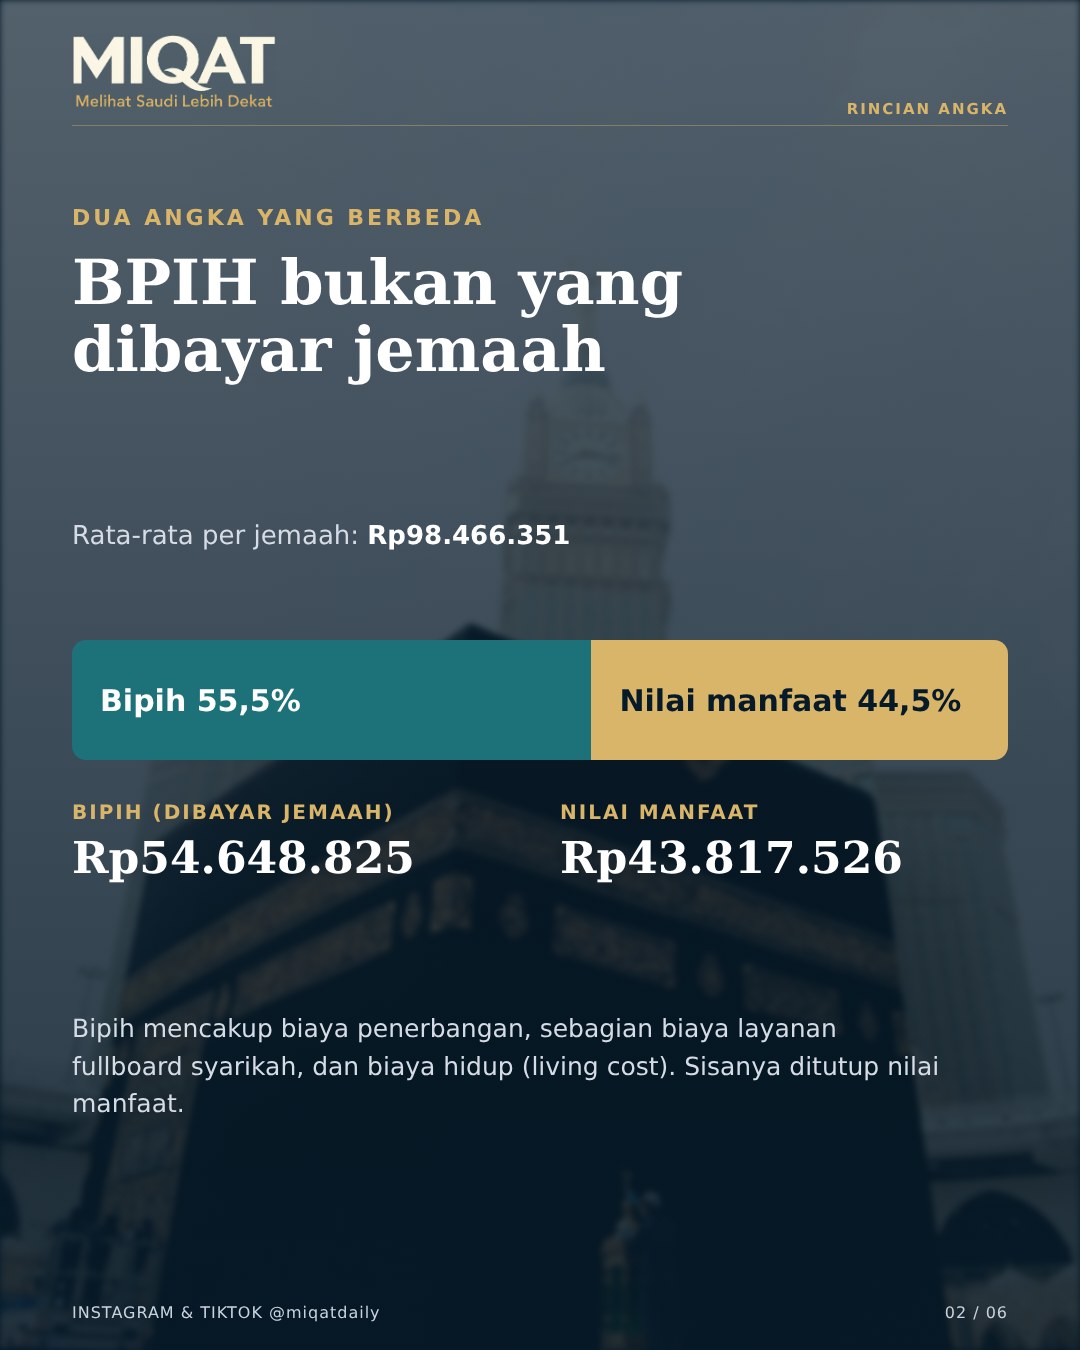 MIQAT
Melihat Saudi Lebih Dekat
RINCIAN ANGKA
DUA ANGKA YANG BERBEDA
BPIH bukan yang
dibayar jemaah
Rata-rata per jemaah: Rp98.466.351
Bipih 55,5%
Nilai manfaat 44,5%
BIPIH (DIBAYAR JEMAAH)
Rp54.648.825
NILAI MANFAAT
Rp43.817.526
Bipih mencakup biaya penerbangan, sebagian biaya layanan
fullboard syarikah, dan biaya hidup (living cost). Sisanya ditutup nilai
manfaat.
INSTAGRAM & TIKTOK @miqatdaily
02 / 06